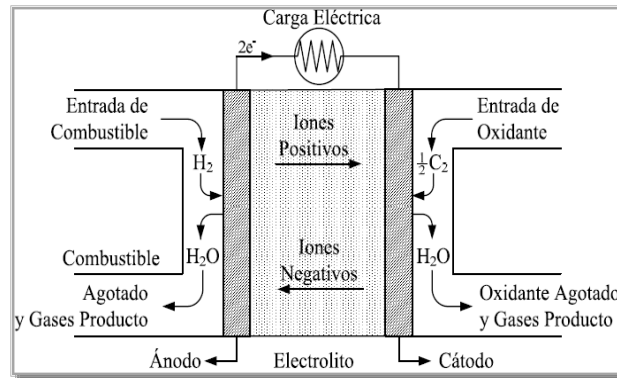 Carga Eléctrica
2e⁻
Entrada de
Combustible
Iones
Positivos
Entrada de
Oxidante
H₂
½C₂
Iones
Negativos
H₂O
H₂O
Combustible
Agotado
y Gases Producto
Oxidante Agotado
y Gases Producto
Ánodo
Electrolito
Cátodo